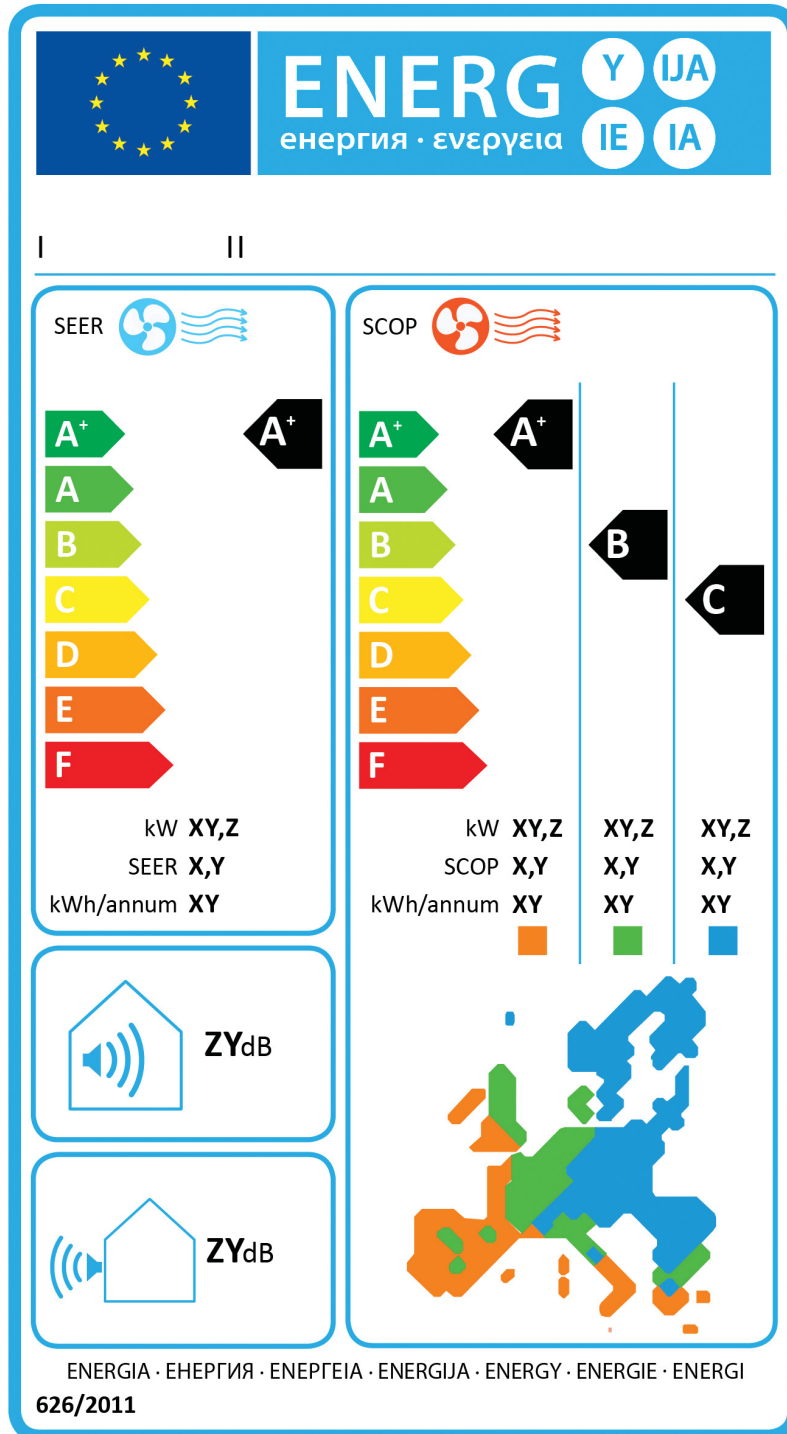 ENERG Y IJA
енергия · ενεργεια IE IA
I II
SEER
A+ A+
A
B
C
D
E
F
kW XY,Z
SEER X,Y
kWh/annum XY
SCOP
A+ A+
A
B B
C C
D
E
F
kW XY,Z XY,Z XY,Z
SCOP X,Y X,Y X,Y
kWh/annum XY XY XY
ZYdB
ZYdB
ENERGIA · ЕНЕРГИЯ · ΕΝΕΡΓΕΙΑ · ENERGIJA · ENERGY · ENERGIE · ENERGI
626/2011